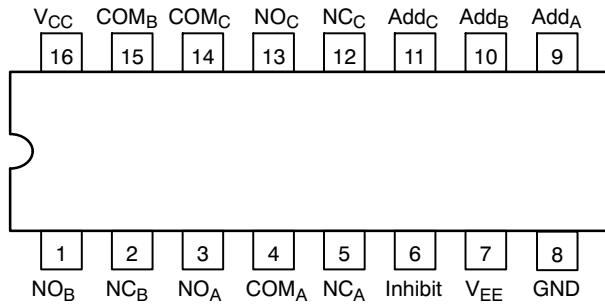 VCC COMB COMC NOC NCC AddC AddB AddA
16 15 14 13 12 11 10 9
1 2 3 4 5 6 7 8
NOB NCB NOA COMA NCA Inhibit VEE GND